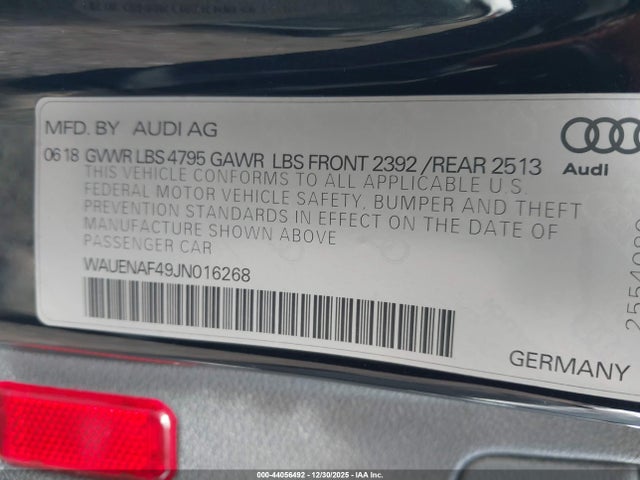 MFD. BY AUDI AG
06 18 GVWR LBS 4795 GAWR LBS FRONT 2392 / REAR 2513
THIS VEHICLE CONFORMS TO ALL APPLICABLE U.S.
FEDERAL MOTOR VEHICLE SAFETY, BUMPER AND THEFT
PREVENTION STANDARDS IN EFFECT ON THE DATE OF
MANUFACTURE SHOWN ABOVE
PASSENGER CAR
WAUENAF49JN016268
Audi
GERMANY
000-44056492 - 12/30/2025 - IAA, Inc.